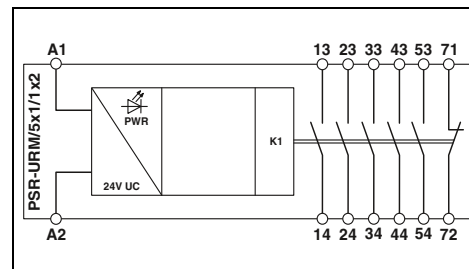 A1 13 23 33 43 53 71
PSR-URM/5x1/1x2
PWR
K1
24V UC
A2 14 24 34 44 54 72